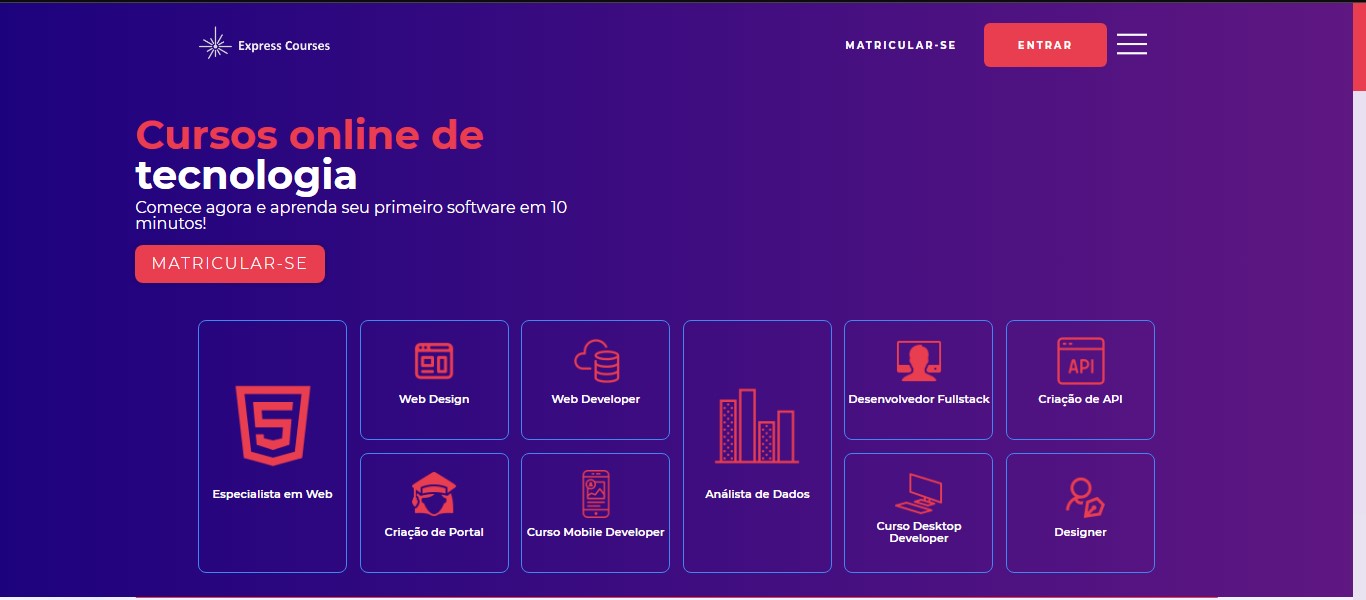 Express Courses
MATRICULAR-SE
ENTRAR
Cursos online de
tecnologia
Comece agora e aprenda seu primeiro software em 10
minutos!
MATRICULAR-SE
Especialista em Web
Web Design
Web Developer
Análista de Dados
Desenvolvedor Fullstack
API
Criação de API
Criação de Portal
Curso Mobile Developer
Curso Desktop
Developer
Designer